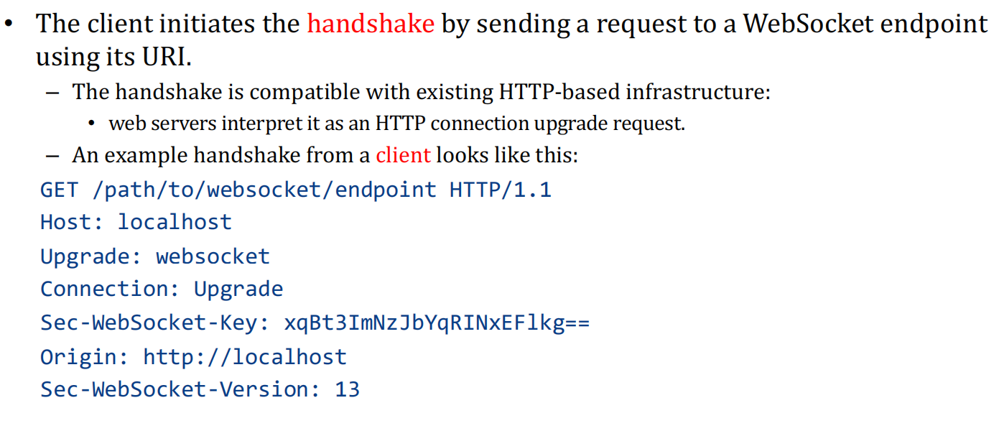 • The client initiates the handshake by sending a request to a WebSocket endpoint
using its URI.
– The handshake is compatible with existing HTTP-based infrastructure:
• web servers interpret it as an HTTP connection upgrade request.
– An example handshake from a client looks like this:
GET /path/to/websocket/endpoint HTTP/1.1
Host: localhost
Upgrade: websocket
Connection: Upgrade
Sec-WebSocket-Key: xqBt3ImNzJbYqRINxEFlkg==
Origin: http://localhost
Sec-WebSocket-Version: 13